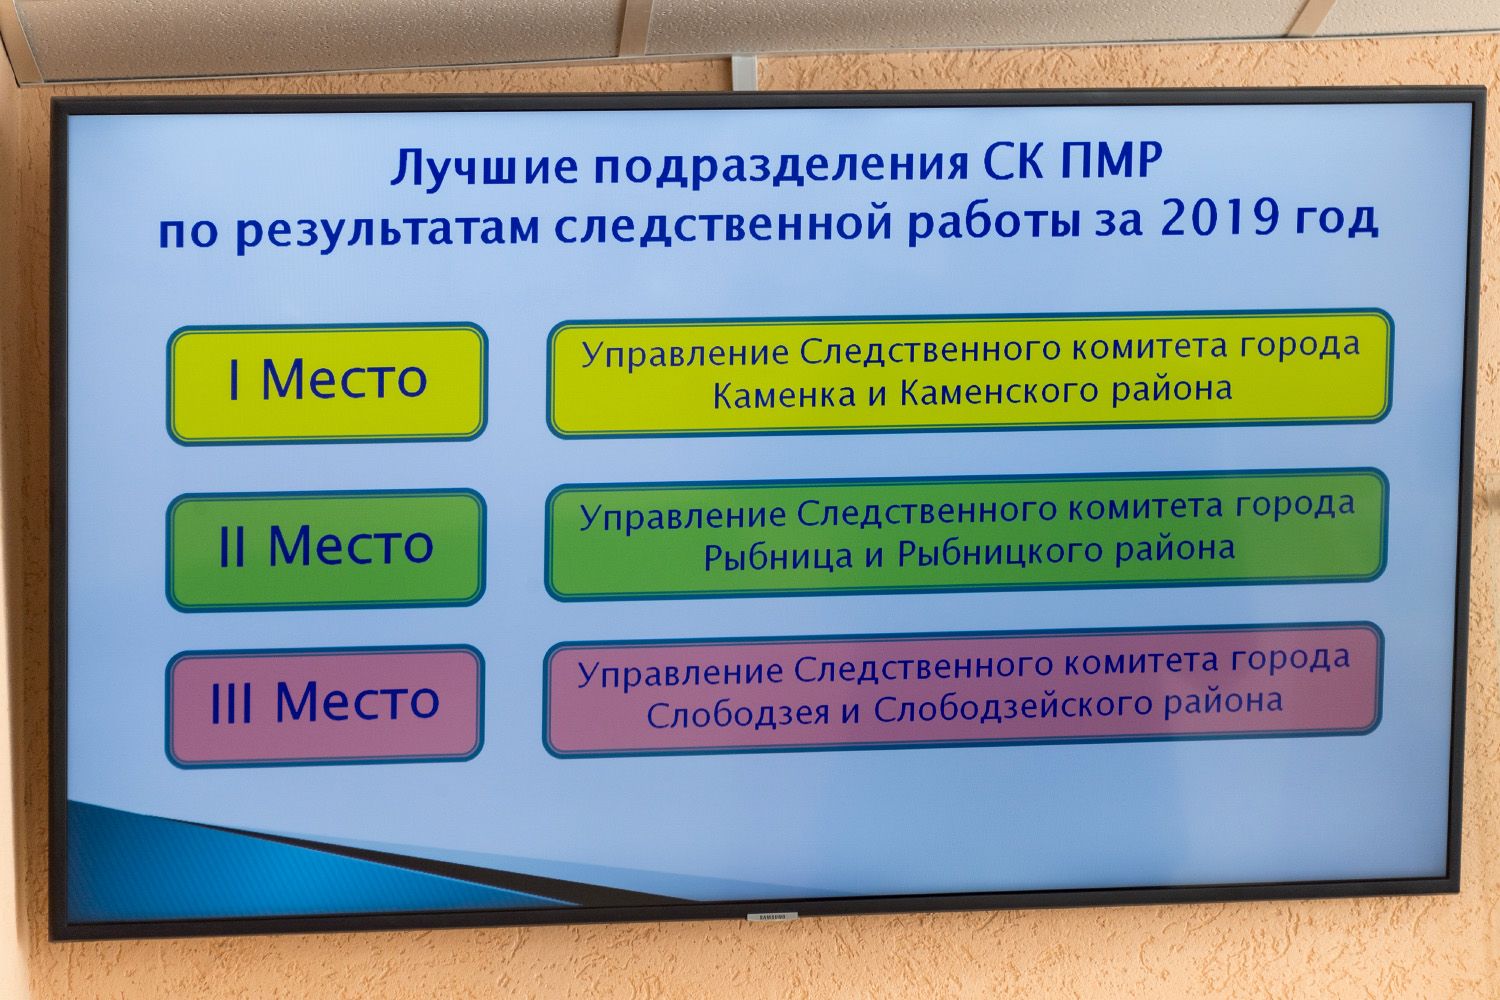 Лучшие подразделения СК ПМР
по результатам следственной работы за 2019 год
I Место
Управление Следственного комитета города
Каменка и Каменского района
II Место
Управление Следственного комитета города
Рыбница и Рыбницкого района
III Место
Управление Следственного комитета города
Слободзея и Слободзейского района
SAMSUNG